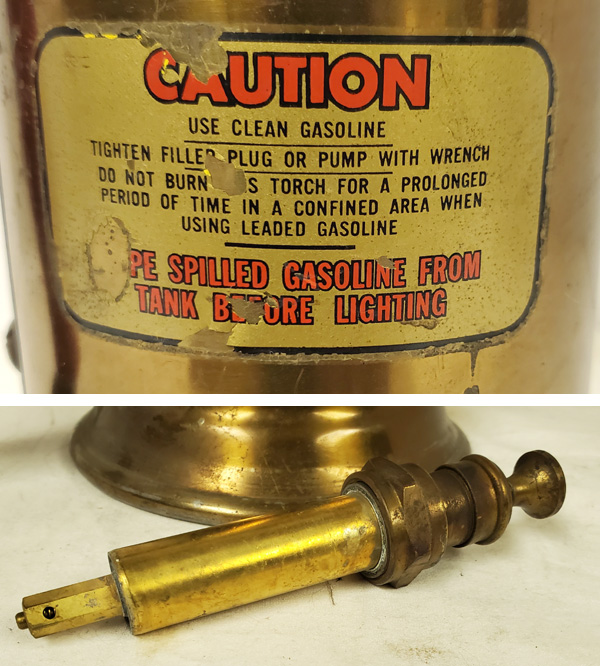 CAUTION
USE CLEAN GASOLINE
TIGHTEN FILLER PLUG OR PUMP WITH WRENCH
DO NOT BURN TORCH FOR A PROLONGED
PERIOD OF TIME IN A CONFINED AREA WHEN
USING LEADED GASOLINE
SPILLED GASOLINE FROM
TANK BEFORE LIGHTING